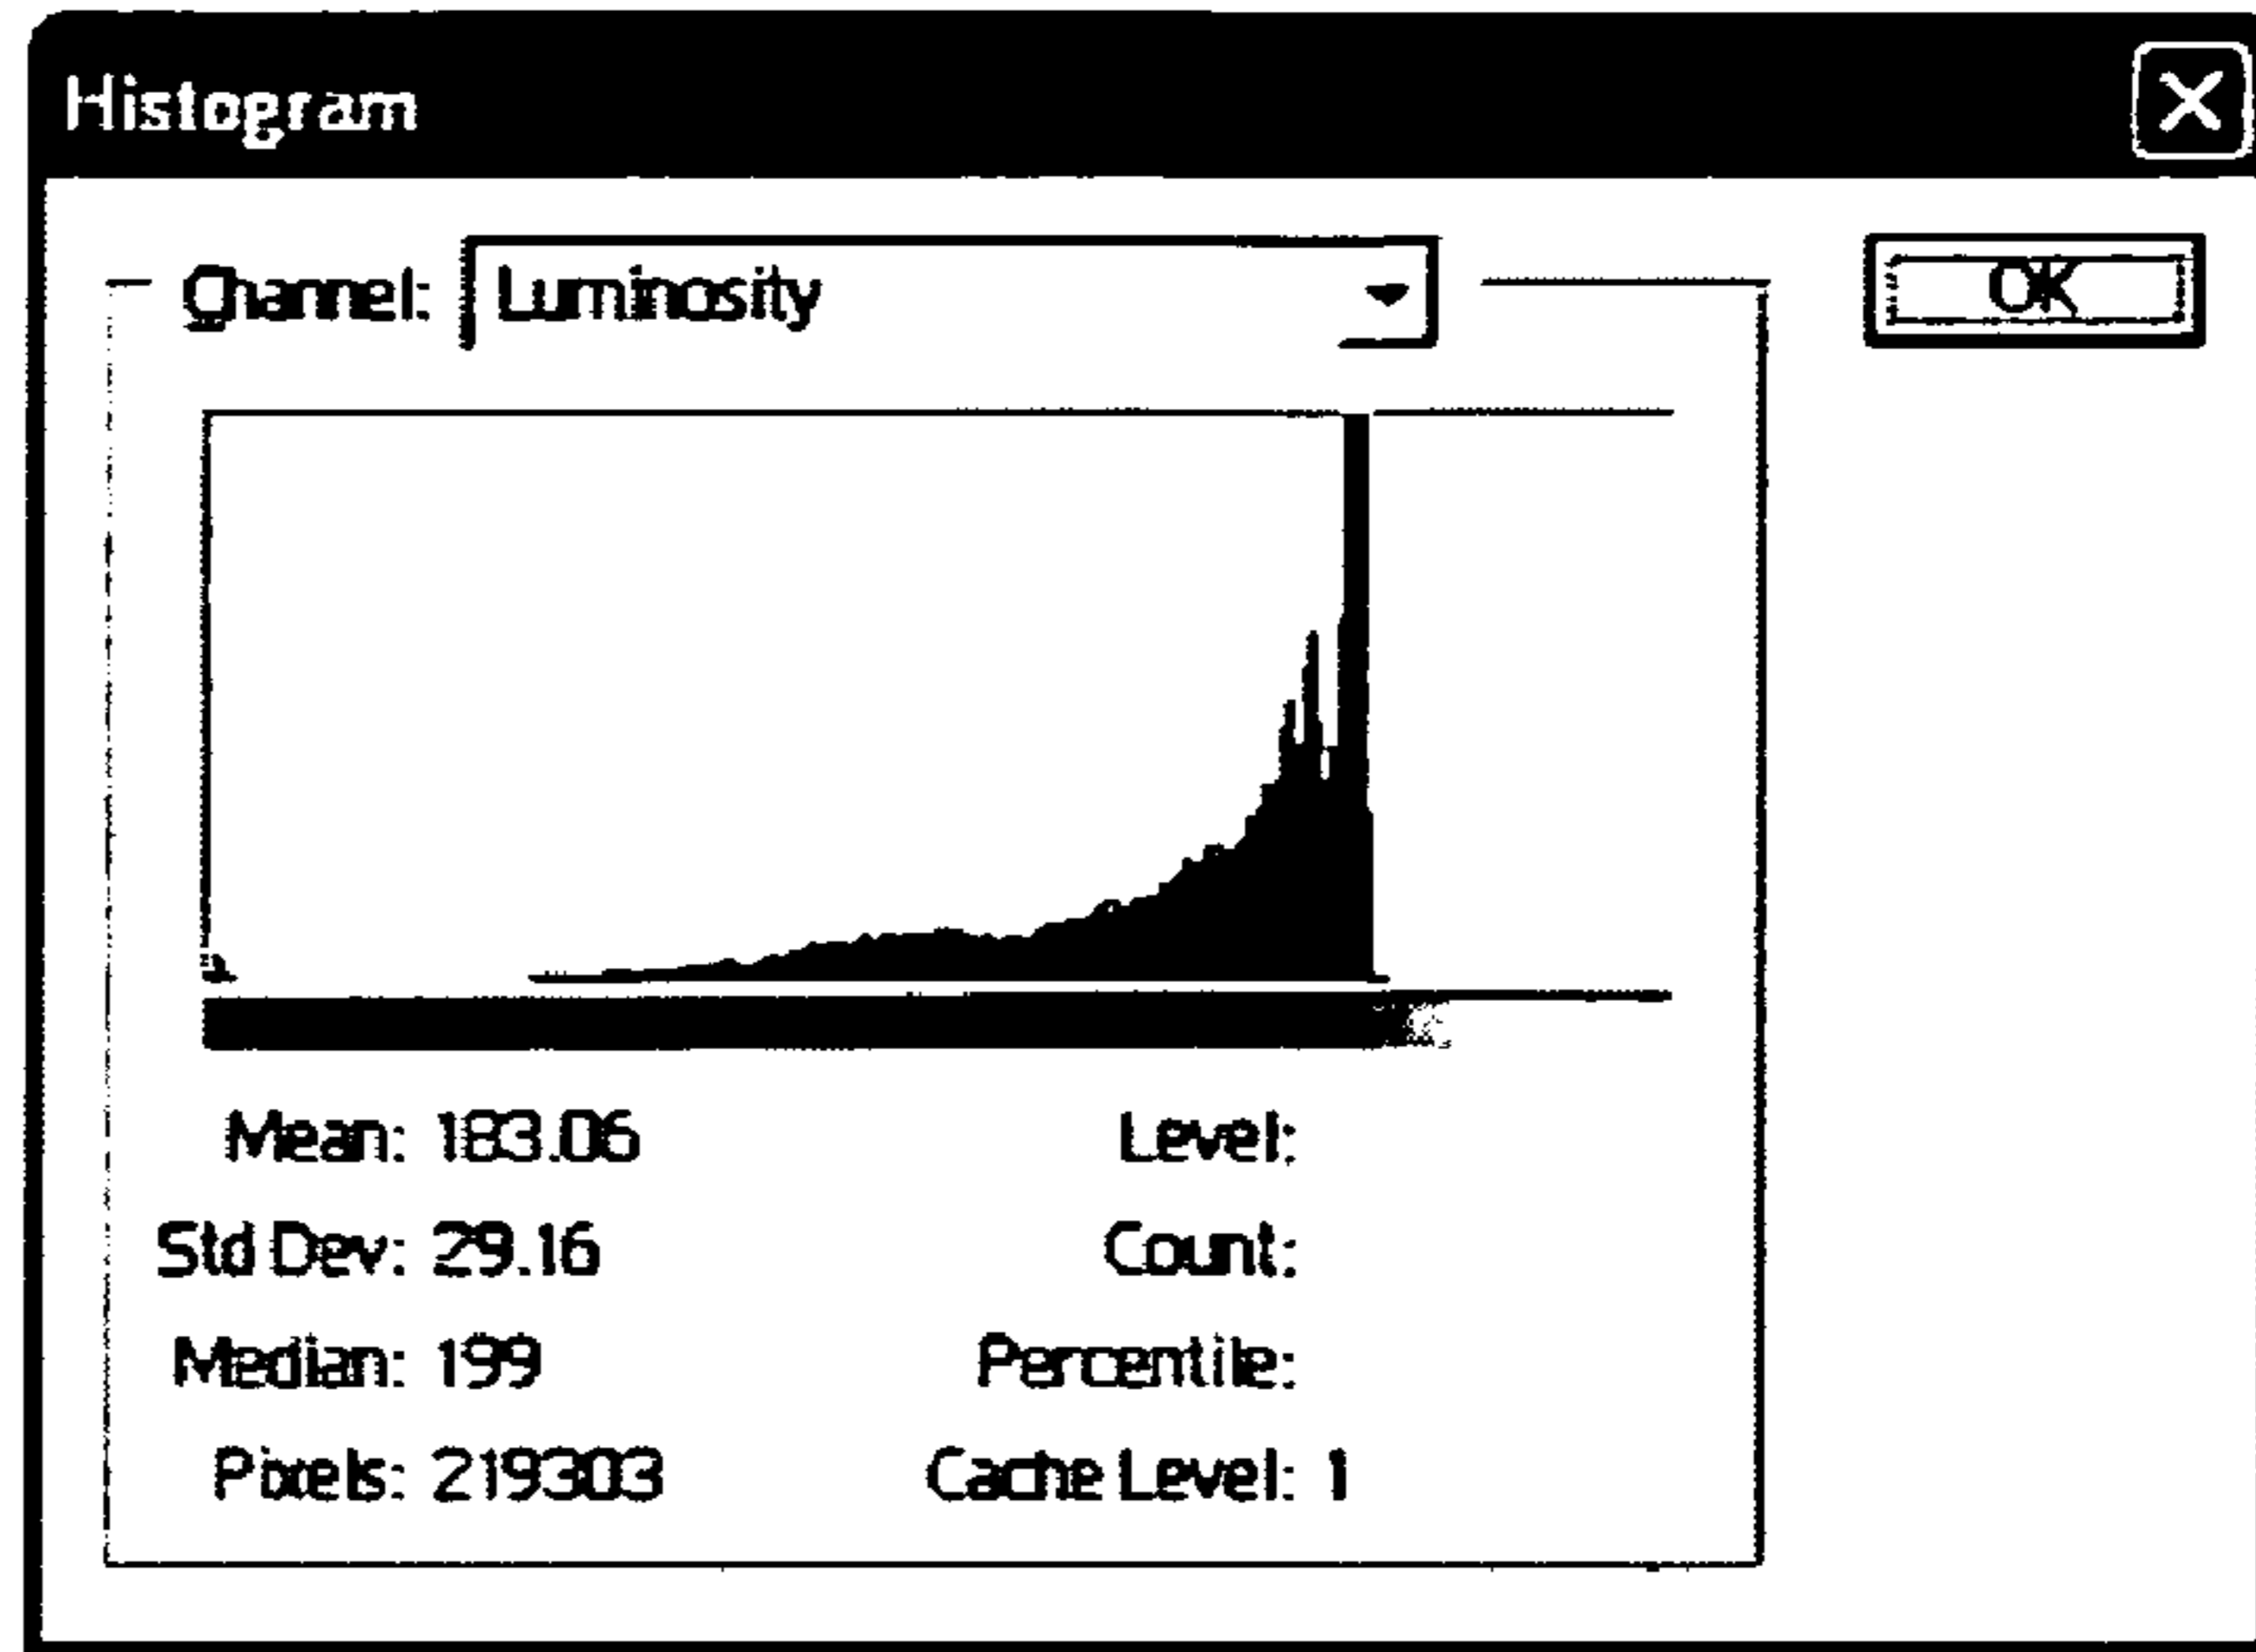 Histogram
Channel: Luminosity
OK
Mean: 183.06
Level:
Std Dev: 29.16
Count:
Median: 199
Percentile:
Pixels: 219303
Cache Level: 1